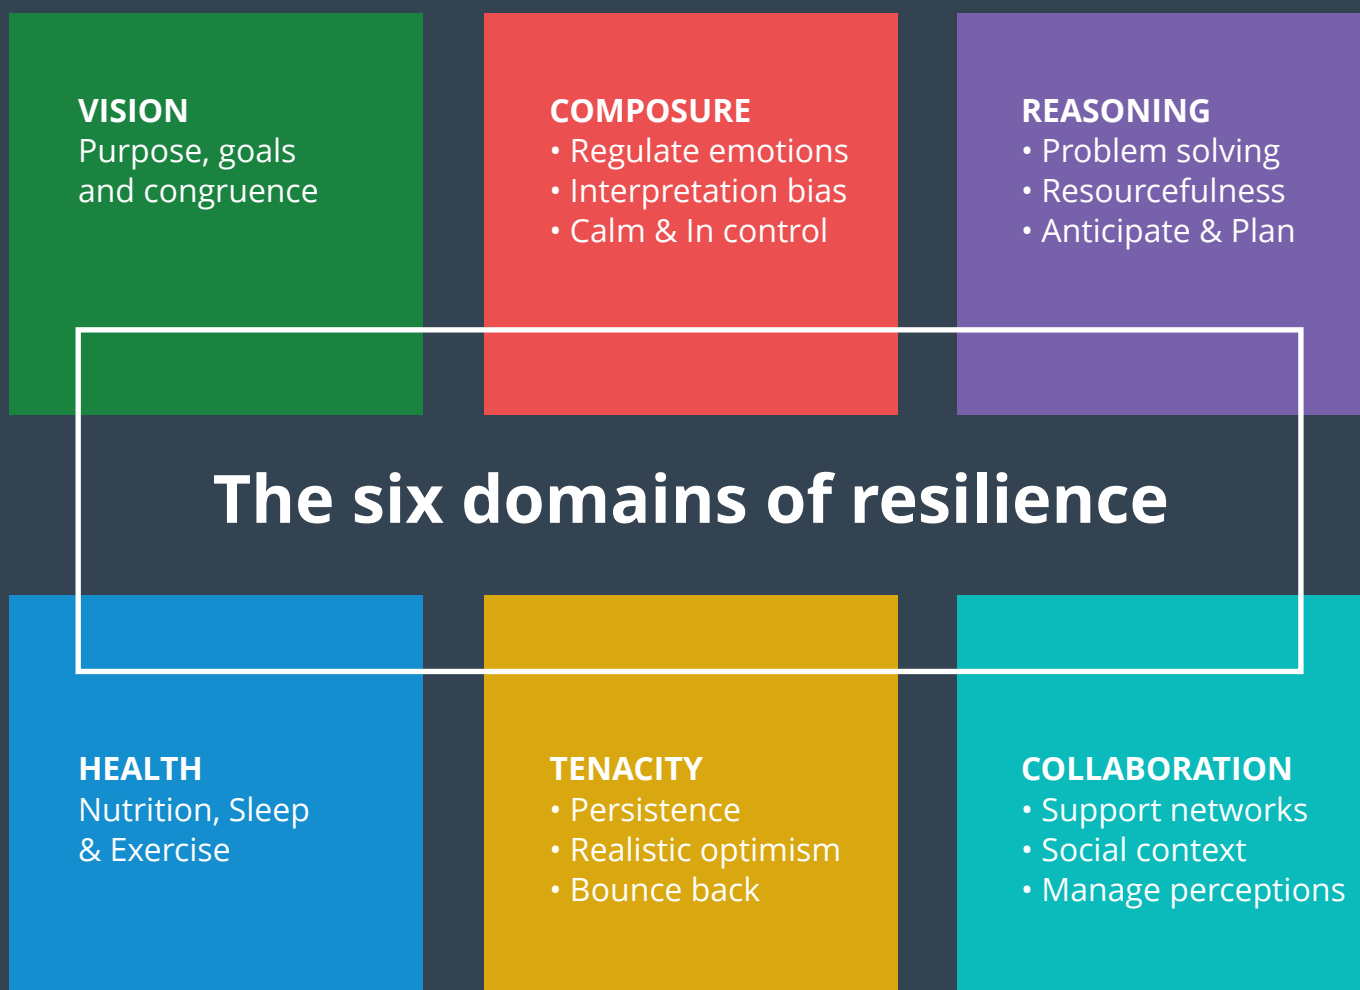 VISION
Purpose, goals
and congruence
COMPOSURE
• Regulate emotions
• Interpretation bias
• Calm & In control
REASONING
• Problem solving
• Resourcefulness
• Anticipate & Plan
The six domains of resilience
HEALTH
Nutrition, Sleep
& Exercise
TENACITY
• Persistence
• Realistic optimism
• Bounce back
COLLABORATION
• Support networks
• Social context
• Manage perceptions